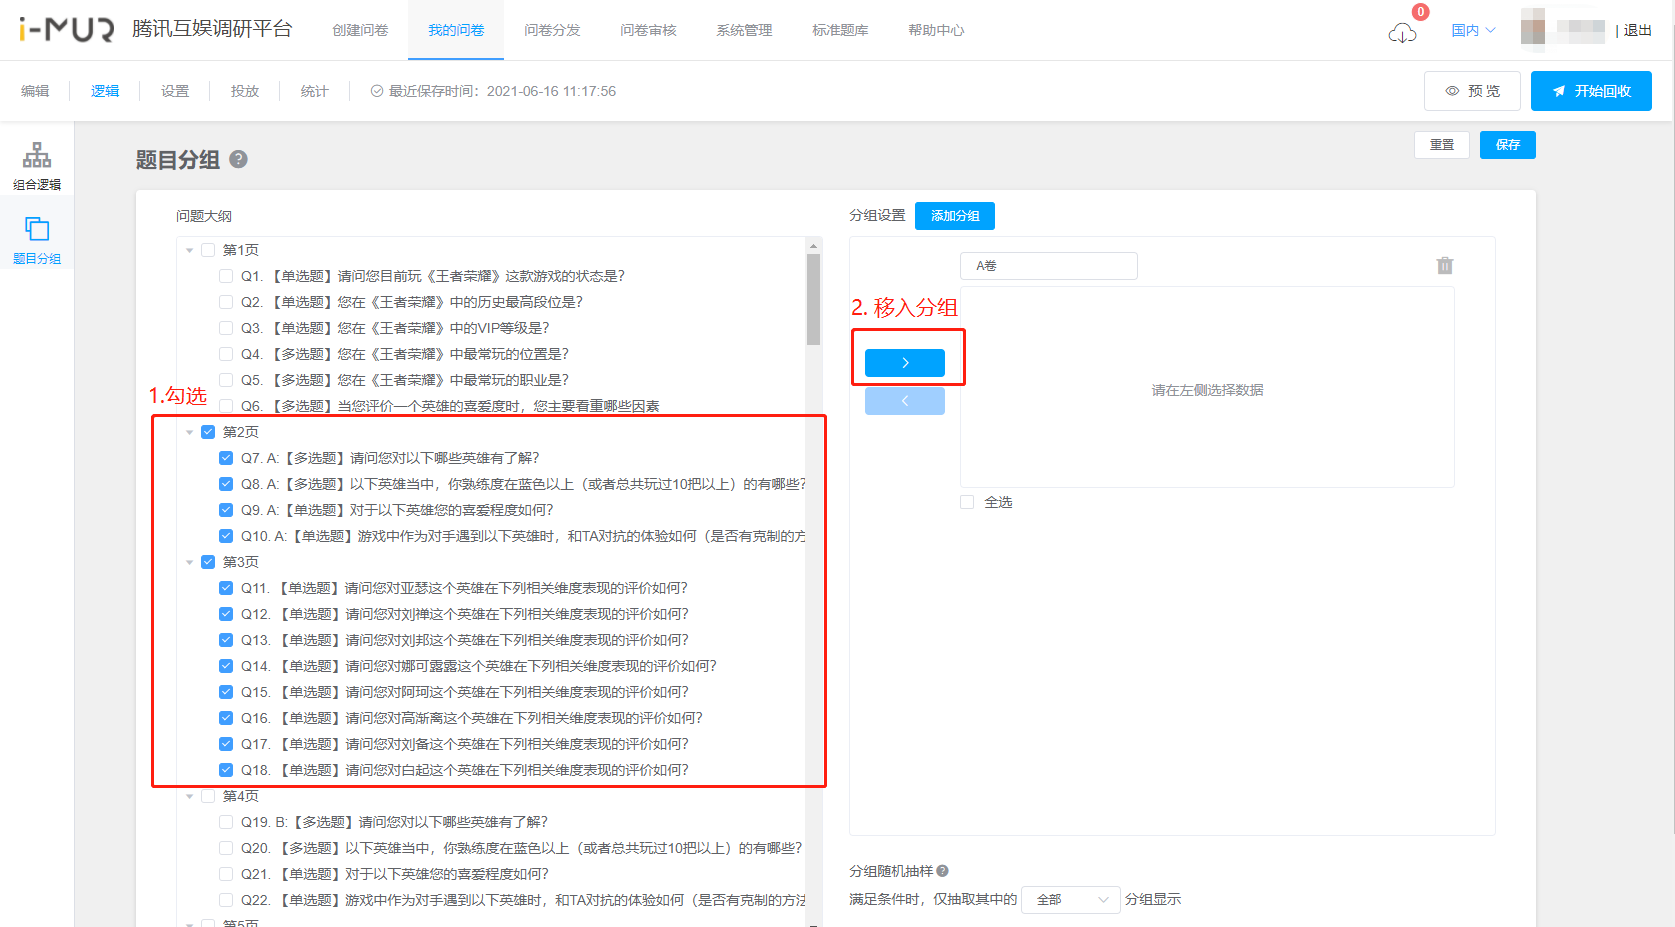 i-MUR 腾讯互娱调研平台 创建问卷 我的问卷 问卷分发 问卷审核 系统管理 标准题库 帮助中心 0 国内 | 退出
编辑 逻辑 设置 投放 统计 最近保存时间：2021-06-16 11:17:56 预 览 开始回收
组合逻辑
题目分组
题目分组 ? 重置 保存
问题大纲
第1页
Q1. 【单选题】请问您目前玩《王者荣耀》这款游戏的状态是?
Q2. 【单选题】您在《王者荣耀》中的历史最高段位是?
Q3. 【单选题】您在《王者荣耀》中的VIP等级是?
Q4. 【多选题】您在《王者荣耀》中最常玩的位置是?
Q5. 【多选题】您在《王者荣耀》中最常玩的职业是?
1.勾选
Q6. 【多选题】当您评价一个英雄的喜爱度时，您主要看重哪些因素
第2页
Q7. A:【多选题】请问您对以下哪些英雄有了解?
Q8. A:【多选题】以下英雄当中，你熟练度在蓝色以上（或者总共玩过10把以上）的有哪些?
Q9. A:【单选题】对于以下英雄您的喜爱程度如何?
Q10. A:【单选题】游戏中作为对手遇到以下英雄时，和TA对抗的体验如何（是否有克制的方
第3页
Q11. 【单选题】请问您对亚瑟这个英雄在下列相关维度表现的评价如何?
Q12. 【单选题】请问您对刘禅这个英雄在下列相关维度表现的评价如何?
Q13. 【单选题】请问您对刘邦这个英雄在下列相关维度表现的评价如何?
Q14. 【单选题】请问您对娜可露露这个英雄在下列相关维度表现的评价如何?
Q15. 【单选题】请问您对阿珂这个英雄在下列相关维度表现的评价如何?
Q16. 【单选题】请问您对高渐离这个英雄在下列相关维度表现的评价如何?
Q17. 【单选题】请问您对刘备这个英雄在下列相关维度表现的评价如何?
Q18. 【单选题】请问您对白起这个英雄在下列相关维度表现的评价如何?
第4页
Q19. B:【多选题】请问您对以下哪些英雄有了解?
Q20. 【多选题】以下英雄当中，你熟练度在蓝色以上（或者总共玩过10把以上）的有哪些?
Q21. 【单选题】对于以下英雄您的喜爱程度如何?
Q22. 【单选题】游戏中作为对手遇到以下英雄时，和TA对抗的体验如何（是否有克制的方法
第5页
分组设置 添加分组
A卷
2. 移入分组
请在左侧选择数据
全选
分组随机抽样 ?
满足条件时，仅抽取其中的 全部 分组显示